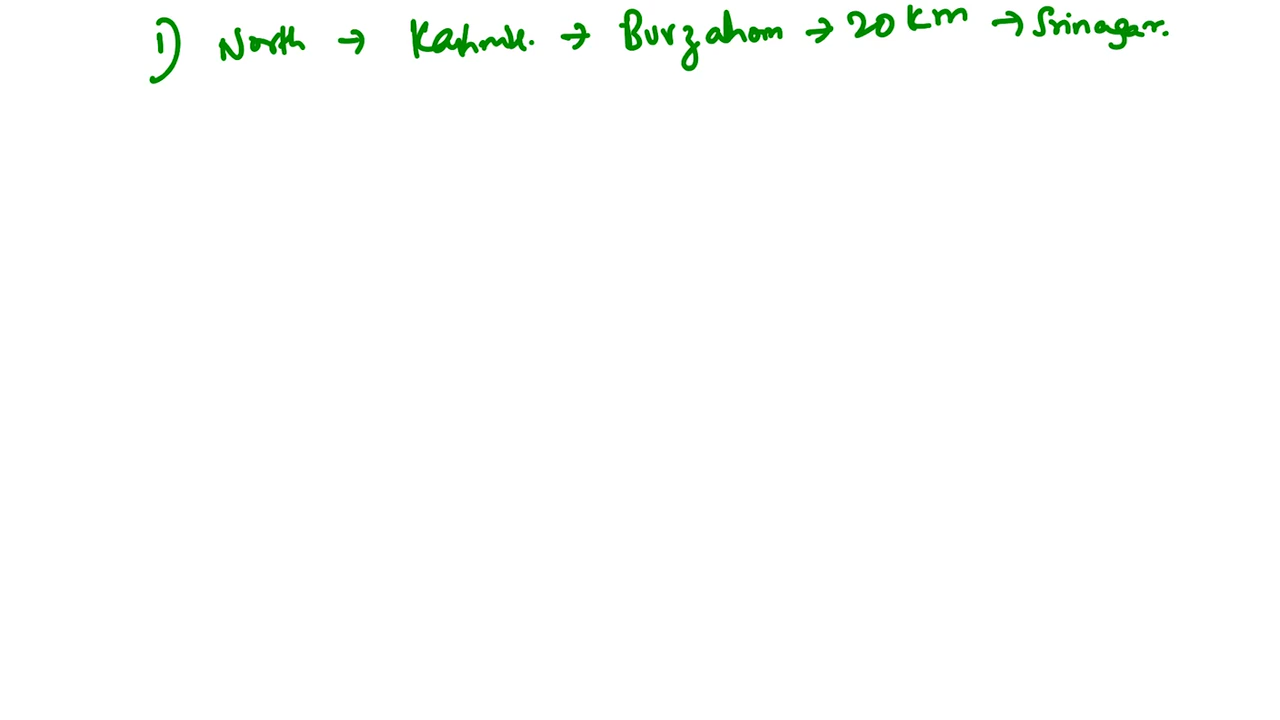 1) North → Kashmir. → Burzahom → 20 Km → Srinagar.